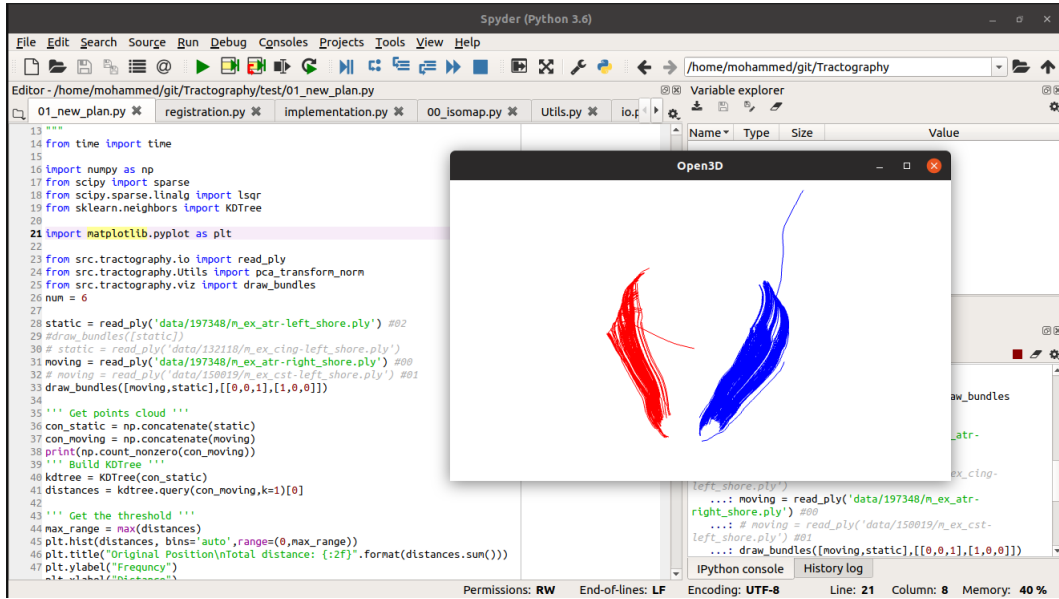 Spyder (Python 3.6)
File Edit Search Source Run Debug Consoles Projects Tools View Help
/home/mohammed/git/Tractography
Editor - /home/mohammed/git/Tractography/test/01_new_plan.py
Variable explorer
01_new_plan.py registration.py implementation.py 00_isomap.py Utils.py io.p
Name Type Size Value
13 """
14 from time import time
15
16 import numpy as np
17 from scipy import sparse
18 from scipy.sparse.linalg import lsqr
19 from sklearn.neighbors import KDTree
20
21 import matplotlib.pyplot as plt
22
23 from src.tractography.io import read_ply
24 from src.tractography.Utils import pca_transform_norm
25 from src.tractography.viz import draw_bundles
26 num = 6
27
28 static = read_ply('data/197348/m_ex_atr-left_shore.ply') #02
29 #draw_bundles([static])
30 # static = read_ply('data/132118/m_ex_cing-left_shore.ply')
31 moving = read_ply('data/197348/m_ex_atr-right_shore.ply') #00
32 # moving = read_ply('data/150019/m_ex_cst-left_shore.ply') #01
33 draw_bundles([moving,static],[[0,0,1],[1,0,0]])
34
35 ''' Get points cloud '''
36 con_static = np.concatenate(static)
37 con_moving = np.concatenate(moving)
38 print(np.count_nonzero(con_moving))
39 ''' Build KDTree '''
40 kdtree = KDTree(con_static)
41 distances = kdtree.query(con_moving,k=1)[0]
42
43 ''' Get the threshold '''
44 max_range = max(distances)
45 plt.hist(distances, bins='auto',range=(0,max_range))
46 plt.title("Original Position\nTotal distance: {:2f}".format(distances.sum()))
47 plt.ylabel("Frequncy")
plt.xlabel("Distance")
Open3D
aw_bundles
_atr-
ex_cing-
left_shore.ply')
...: moving = read_ply('data/197348/m_ex_atr-
right_shore.ply') #00
...: # moving = read_ply('data/150019/m_ex_cst-
left_shore.ply') #01
...: draw_bundles([moving,static],[[0,0,1],[1,0,0]])
IPython console History log
Permissions: RW End-of-lines: LF Encoding: UTF-8 Line: 21 Column: 8 Memory: 40 %